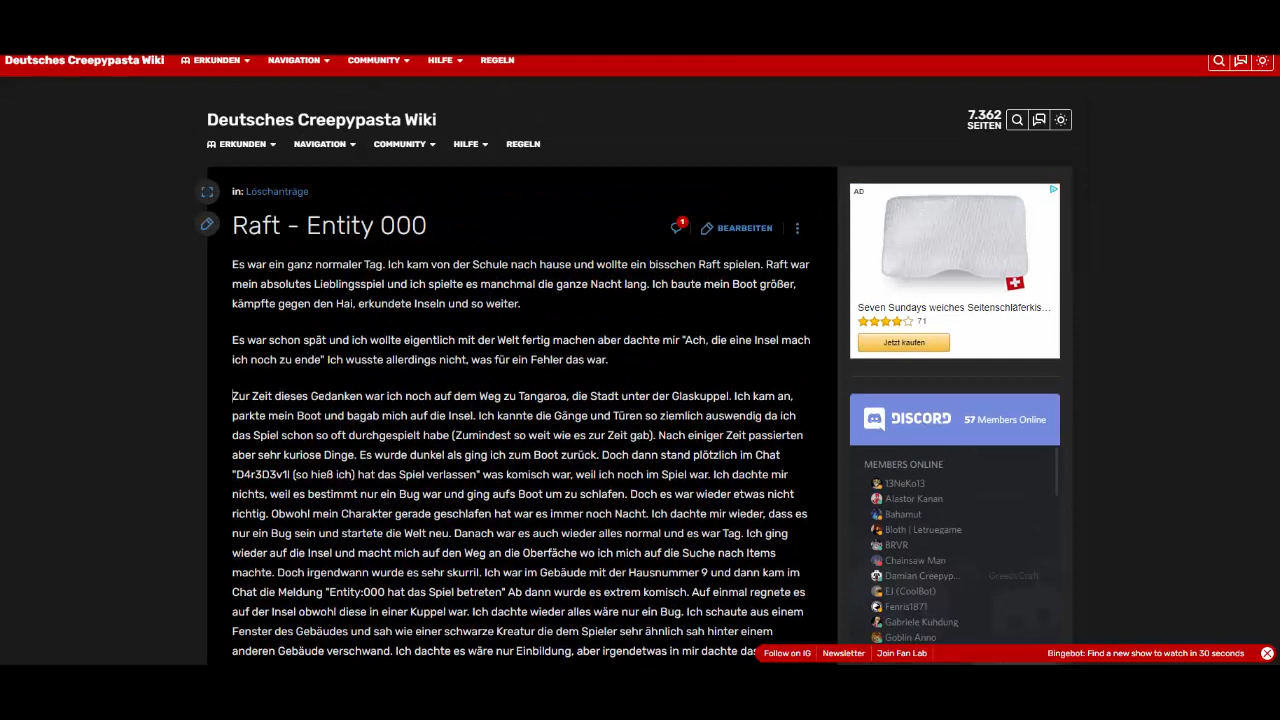 Deutsches Creepypasta Wiki
ERKUNDEN NAVIGATION COMMUNITY HILFE REGELN
Deutsches Creepypasta Wiki
7.362
SEITEN
ERKUNDEN NAVIGATION COMMUNITY HILFE REGELN
in: Löschanträge
Raft - Entity 000
1
BEARBEITEN
Es war ein ganz normaler Tag. Ich kam von der Schule nach hause und wollte ein bisschen Raft spielen. Raft war
mein absolutes Lieblingsspiel und ich spielte es manchmal die ganze Nacht lang. Ich baute mein Boot größer,
kämpfte gegen den Hai, erkundete Inseln und so weiter.
Es war schon spät und ich wollte eigentlich mit der Welt fertig machen aber dachte mir "Ach, die eine Insel mach
ich noch zu ende" Ich wusste allerdings nicht, was für ein Fehler das war.
Zur Zeit dieses Gedanken war ich noch auf dem Weg zu Tangaroa, die Stadt unter der Glaskuppel. Ich kam an,
parkte mein Boot und bagab mich auf die Insel. Ich kannte die Gänge und Türen so ziemlich auswendig da ich
das Spiel schon so oft durchgespielt habe (Zumindest so weit wie es zur Zeit gab). Nach einiger Zeit passierten
aber sehr kuriose Dinge. Es wurde dunkel als ging ich zum Boot zurück. Doch dann stand plötzlich im Chat
"D4r3D3v1l (so hieß ich) hat das Spiel verlassen" was komisch war, weil ich noch im Spiel war. Ich dachte mir
nichts, weil es bestimmt nur ein Bug war und ging aufs Boot um zu schlafen. Doch es war wieder etwas nicht
richtig. Obwohl mein Charakter gerade geschlafen hat war es immer noch Nacht. Ich dachte mir wieder, dass es
nur ein Bug sein und startete die Welt neu. Danach war es auch wieder alles normal und es war Tag. Ich ging
wieder auf die Insel und macht mich auf den Weg an die Oberfäche wo ich mich auf die Suche nach Items
machte. Doch irgendwann wurde es sehr skurril. Ich war im Gebäude mit der Hausnummer 9 und dann kam im
Chat die Meldung "Entity:000 hat das Spiel betreten" Ab dann wurde es extrem komisch. Auf einmal regnete es
auf der Insel obwohl diese in einer Kuppel war. Ich dachte wieder alles wäre nur ein Bug. Ich schaute aus einem
Fenster des Gebäudes und sah wie einer schwarze Kreatur die dem Spieler sehr ähnlich sah hinter einem
anderen Gebäude verschwand. Ich dachte es wäre nur Einbildung, aber irgendetwas in mir dachte
AD
Seven Sundays weiches Seitenschläferkis...
71
Jetzt kaufen
DISCORD 57 Members Online
MEMBERS ONLINE
13NeKo13
Alastor Kanan
Bahamut
Bloth | Letruegame
BRVR
Chainsaw Man
Damian Creepyp...
GreedsCraft
EJ (CoolBot)
Fenris1871
Gabriele Kuhdung
Goblin Anno
Follow on IG Newsletter Join Fan Lab Bingebot: Find a new show to watch in 30 seconds